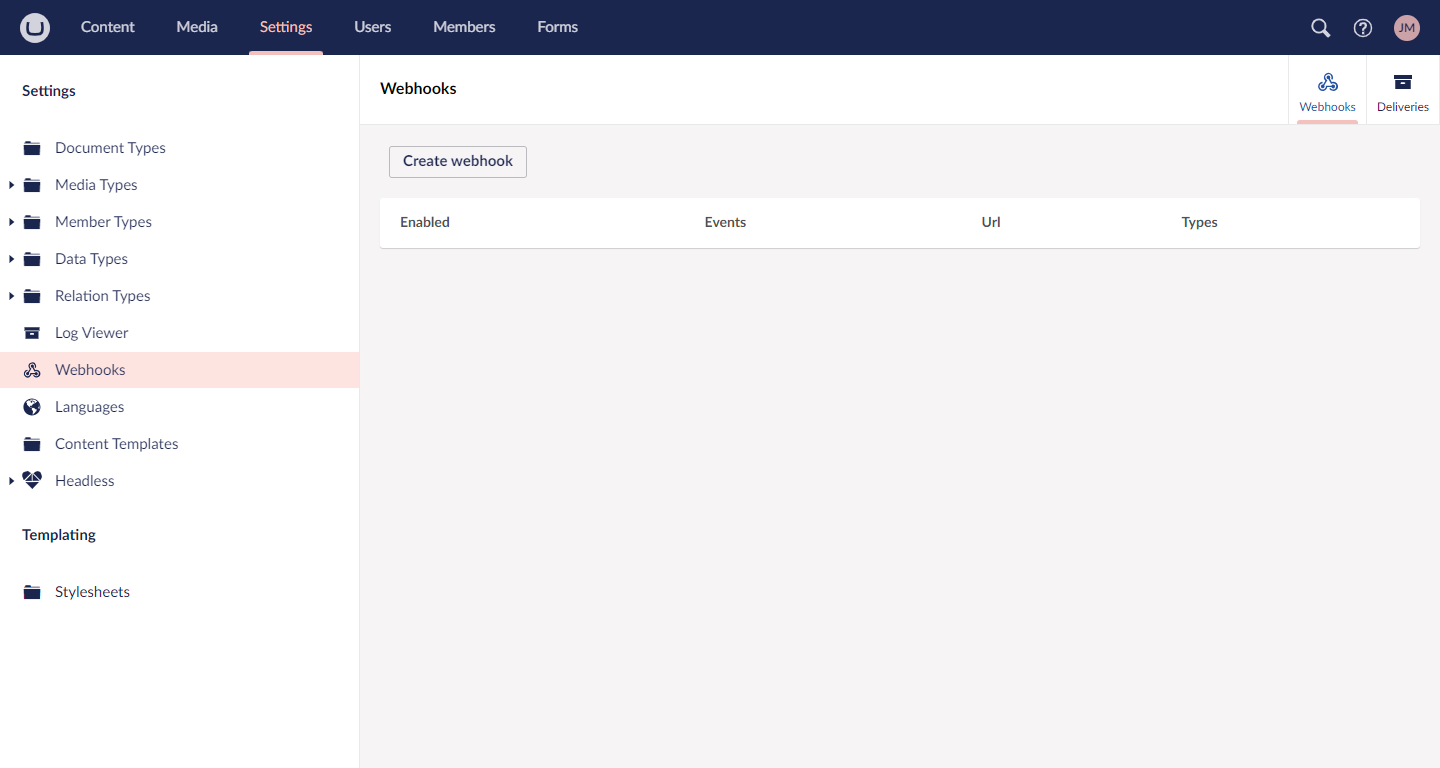 Content Media Settings Users Members Forms JM
Settings
Document Types
Media Types
Member Types
Data Types
Relation Types
Log Viewer
Webhooks
Languages
Content Templates
Headless
Templating
Stylesheets
Webhooks
Webhooks Deliveries
Create webhook
Enabled Events Url Types